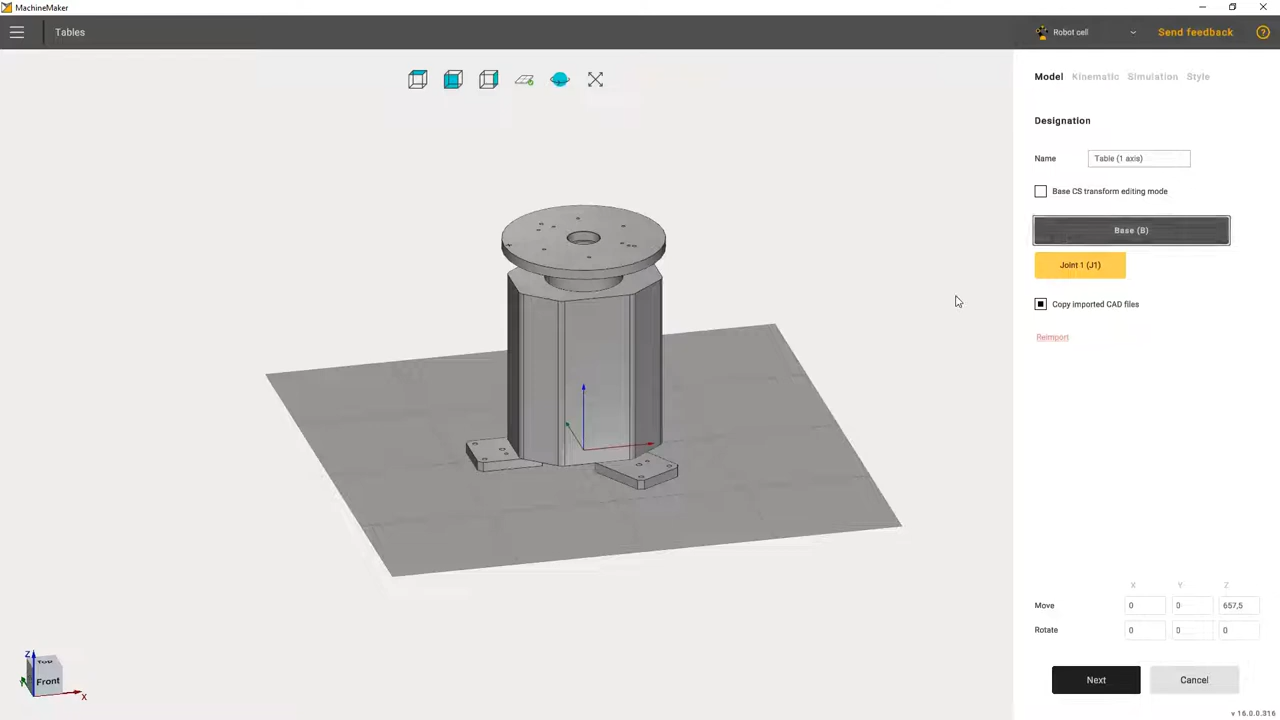 MachineMaker
Tables
Robot cell
Send feedback
?
Model Kinematic Simulation Style
Designation
Name Table (1 axis)
Base CS transform editing mode
Base (B)
Joint 1 (J1)
Copy imported CAD files
Reimport
X Y Z
Move 0 0 657,5
Rotate 0 0 0
Next Cancel
v 16.0.0.316
Z
Top
Front
X